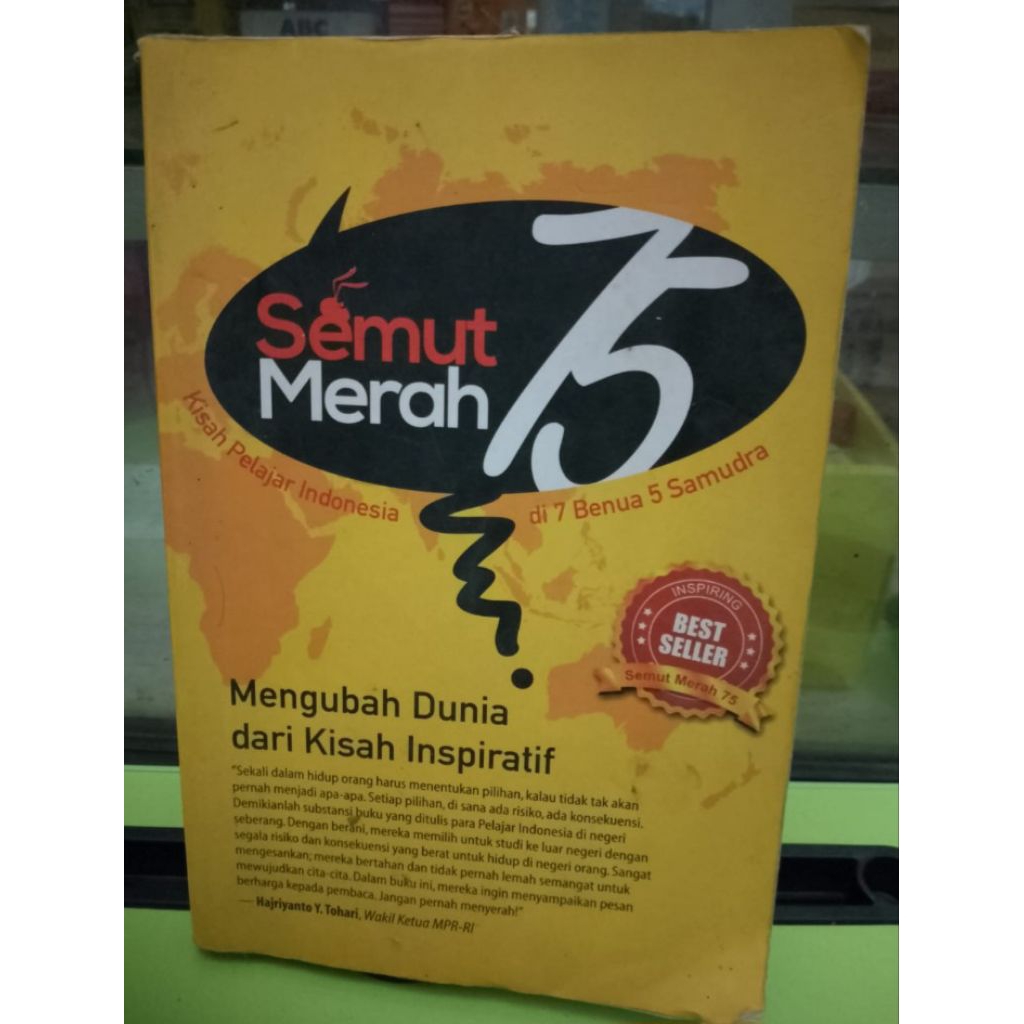 ABC
Semut
Merah
75
Kisah Pelajar Indonesia di 7 Benua 5 Samudra
INSPIRING
BEST
SELLER
Semut Merah 75
Mengubah Dunia
dari Kisah Inspiratif
"Sekali dalam hidup orang harus menentukan pilihan, kalau tidak tak akan
pernah menjadi apa-apa. Setiap pilihan, di sana ada risiko, ada konsekuensi.
Demikianlah substansi buku yang ditulis para Pelajar Indonesia di negeri
seberang. Dengan berani, mereka memilih untuk studi ke luar negeri dengan
segala risiko dan konsekuensi yang berat untuk hidup di negeri orang. Sangat
mengesankan; mereka bertahan dan tidak pernah lemah semangat untuk
mewujudkan cita-cita. Dalam buku ini, mereka ingin menyampaikan pesan
berharga kepada pembaca. Jangan pernah menyerah!"
— Hajriyanto Y. Tohari, Wakil Ketua MPR-RI